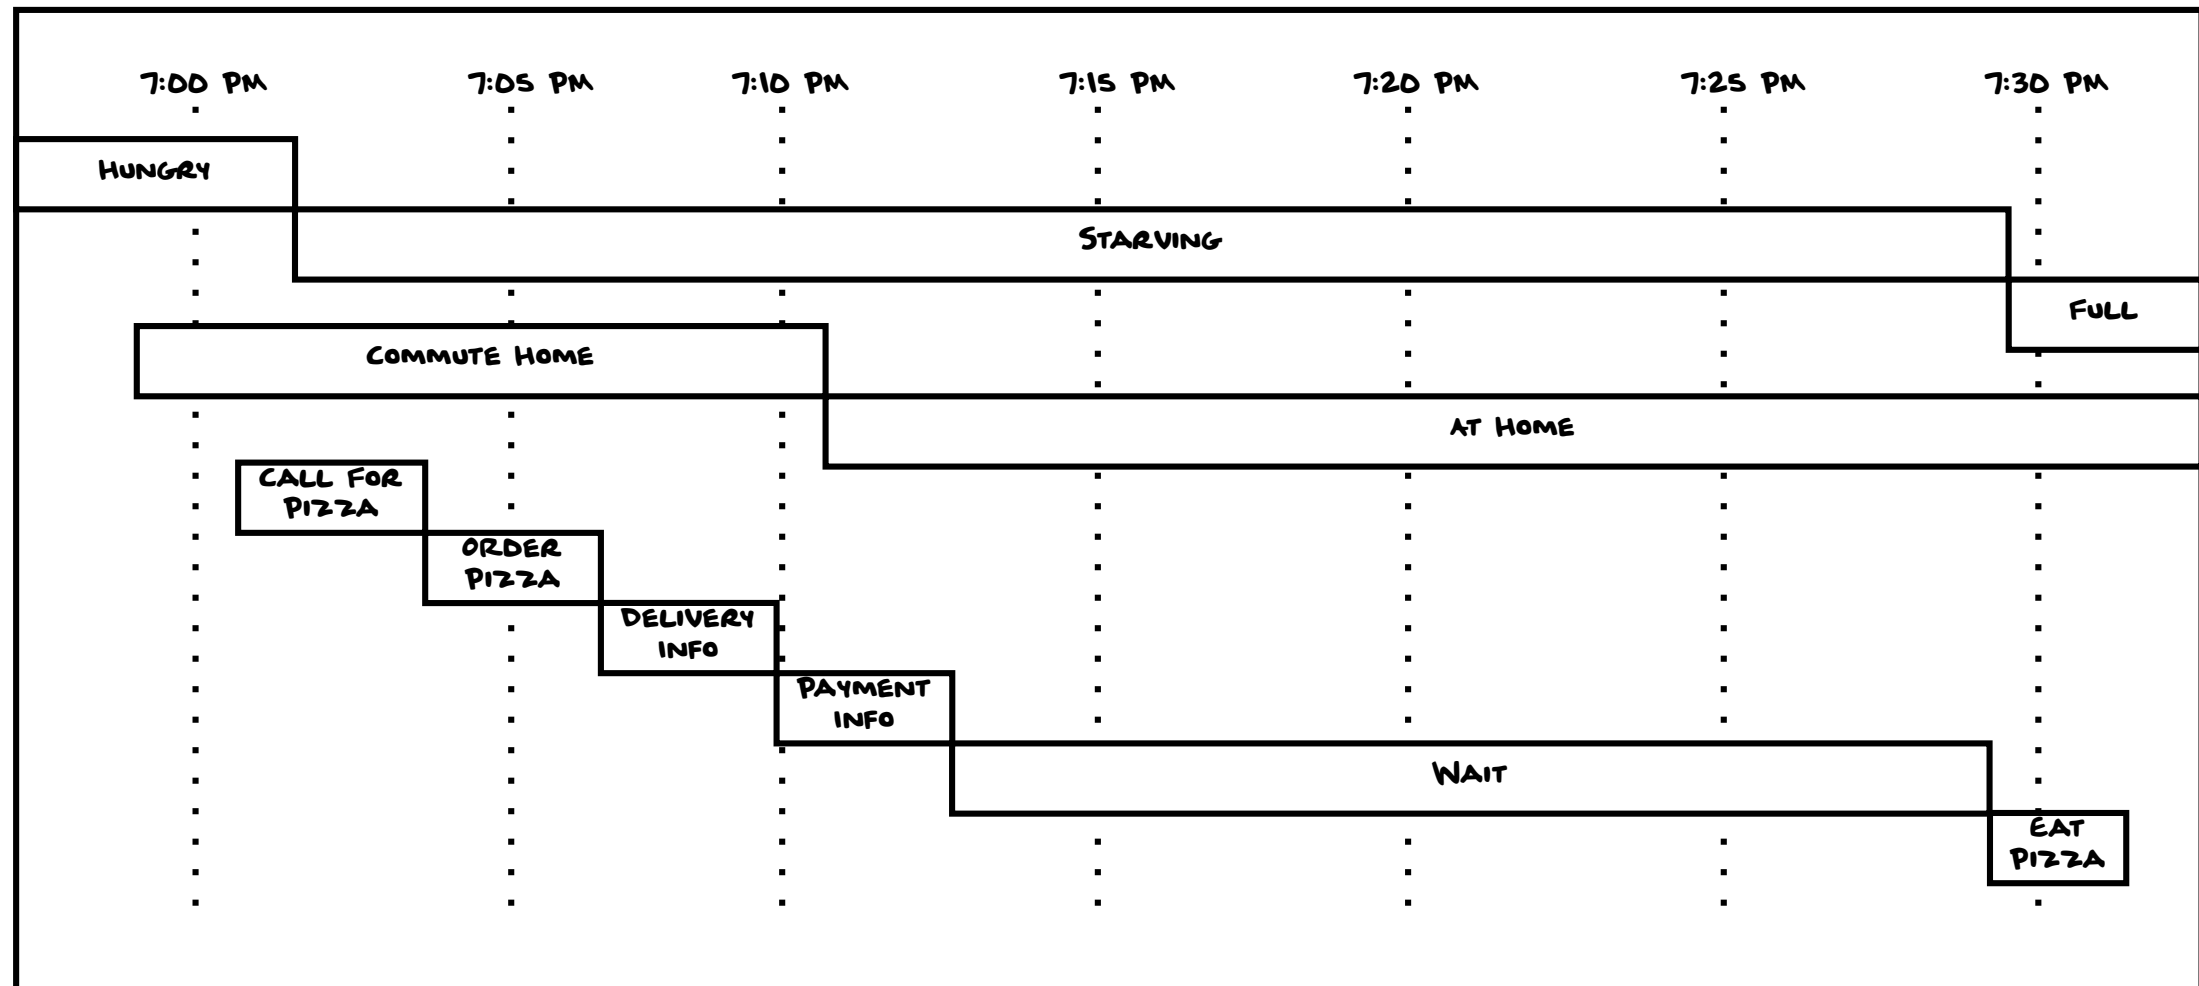 7:00 PM 7:05 PM 7:10 PM 7:15 PM 7:20 PM 7:25 PM 7:30 PM
HUNGRY
STARVING
FULL
COMMUTE HOME
AT HOME
CALL FOR
PIZZA
ORDER
PIZZA
DELIVERY
INFO
PAYMENT
INFO
WAIT
EAT
PIZZA